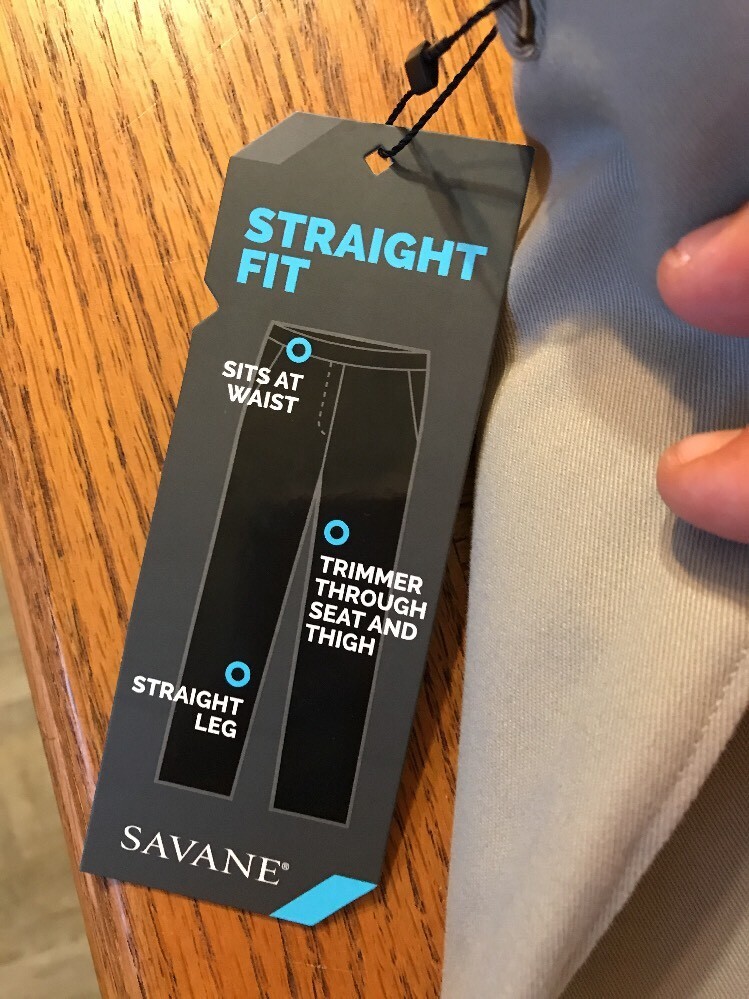 STRAIGHT
FIT
SITS AT
WAIST
TRIMMER
THROUGH
SEAT AND
THIGH
STRAIGHT
LEG
SAVANE®